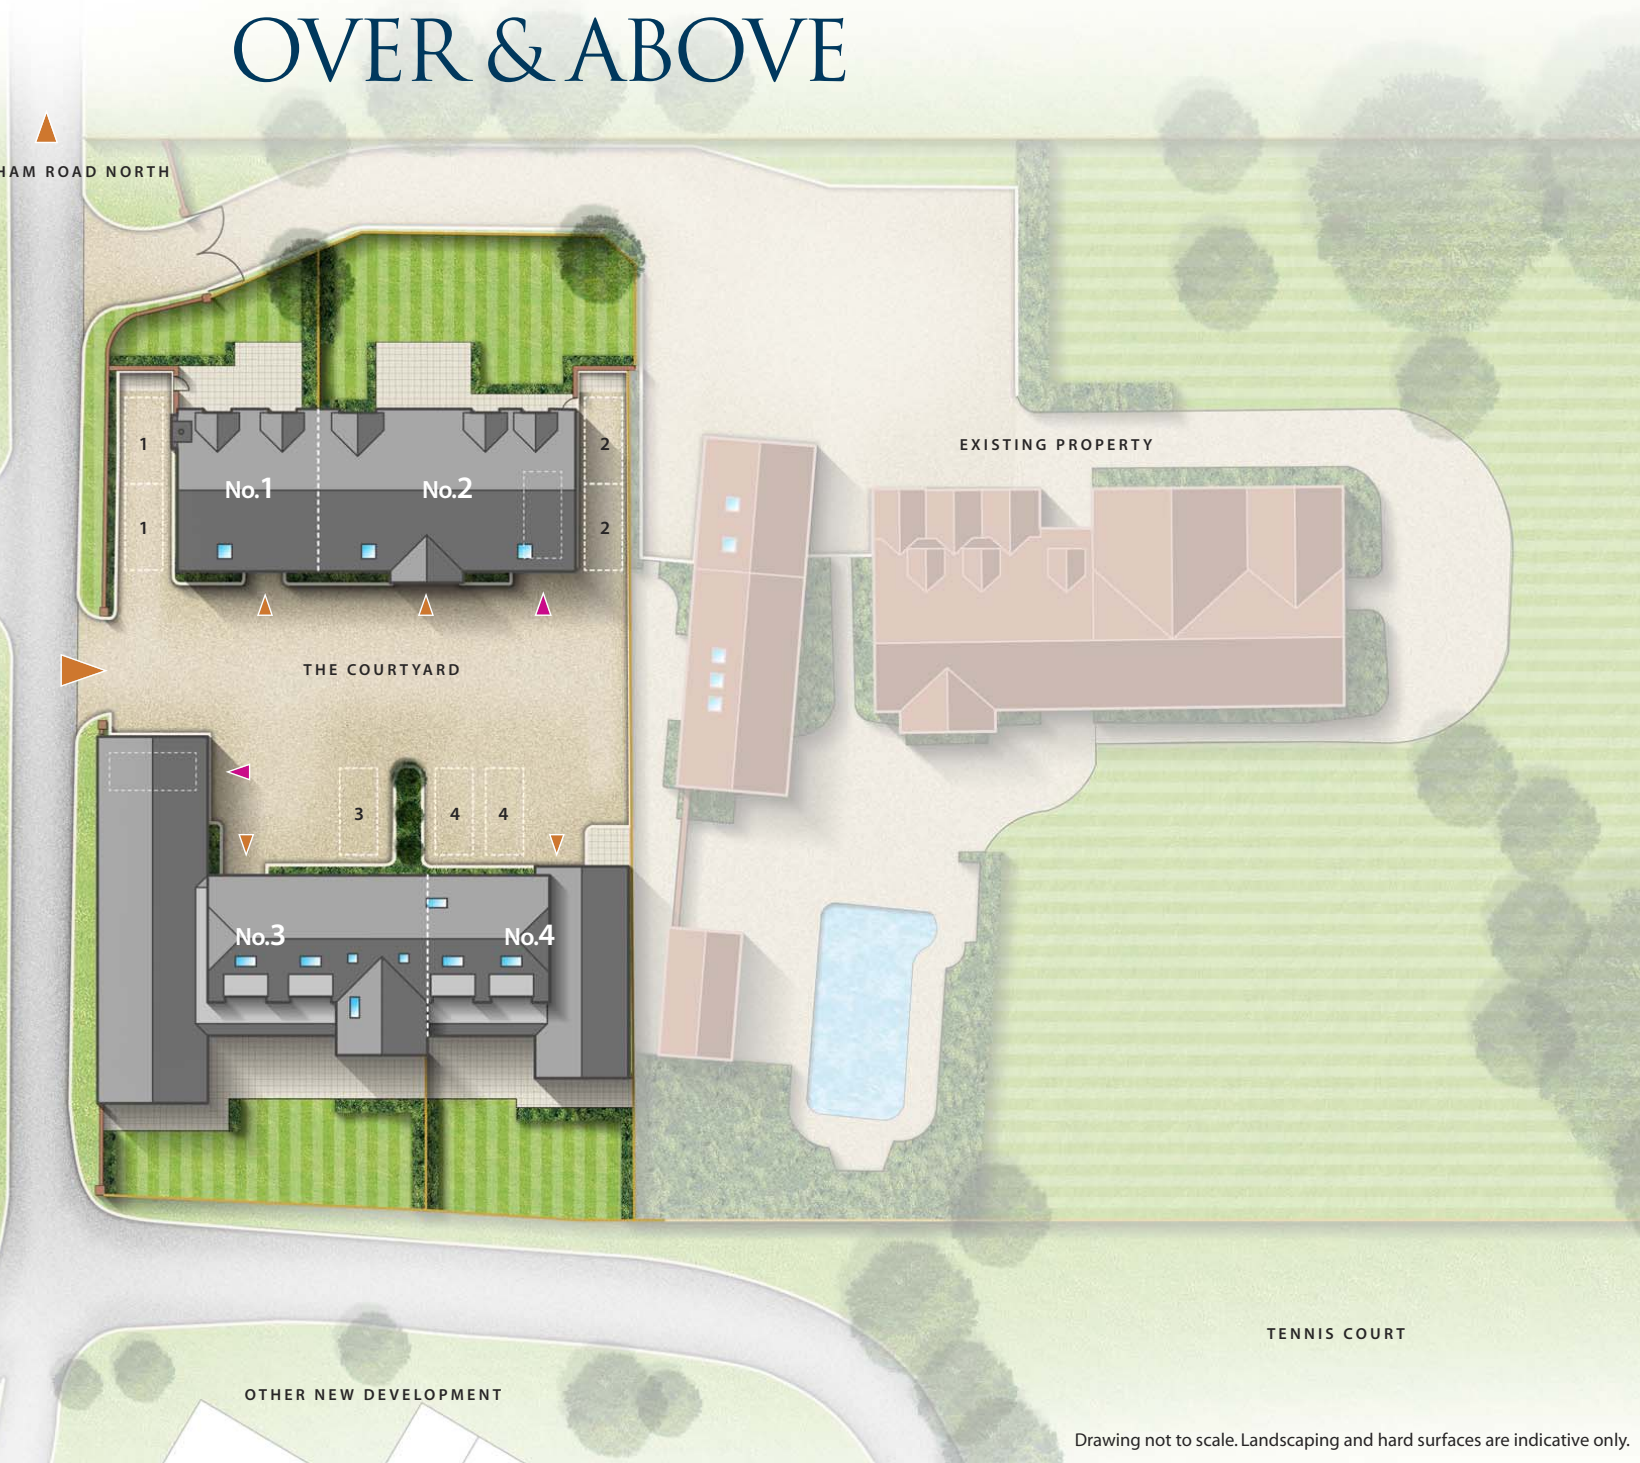 OVER & ABOVE
HAM ROAD NORTH
1
2
EXISTING PROPERTY
No.1
No.2
1
2
THE COURTYARD
3
4
4
No.3
No.4
TENNIS COURT
OTHER NEW DEVELOPMENT
Drawing not to scale. Landscaping and hard surfaces are indicative only.